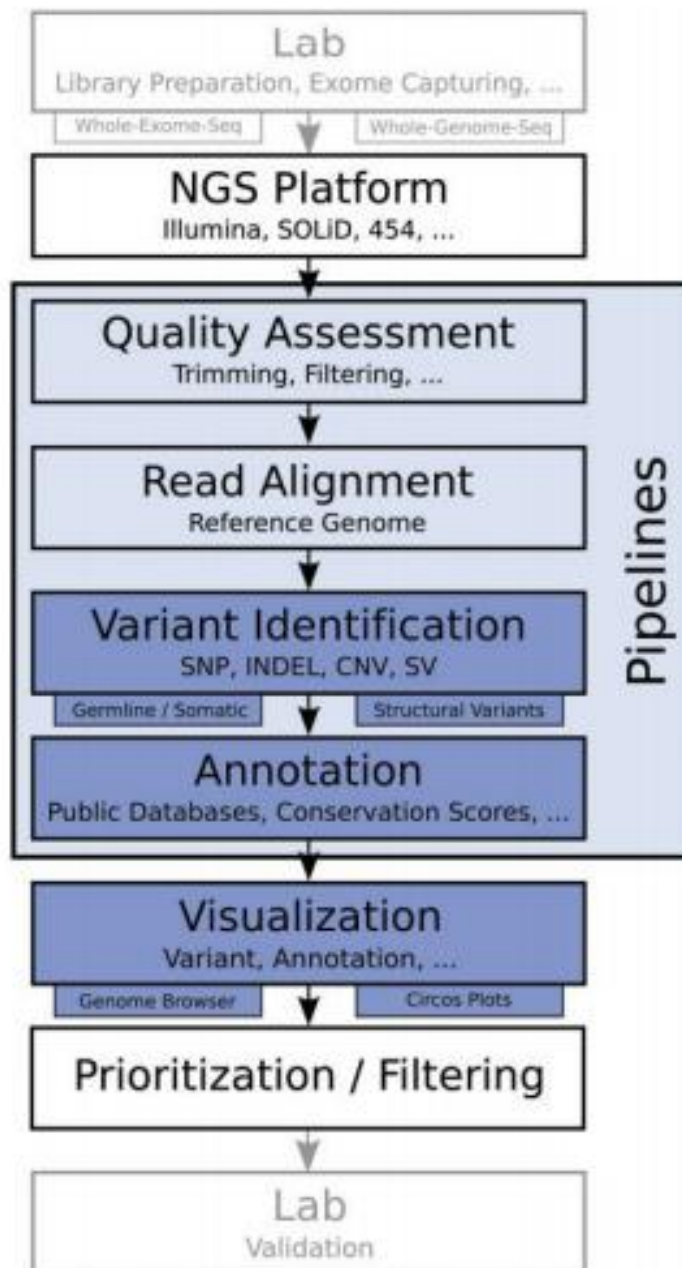 Lab
Library Preparation, Exome Capturing, ...
Whole-Exome-Seq
Whole-Genome-Seq
NGS Platform
Illumina, SOLiD, 454, ...
Quality Assessment
Trimming, Filtering, ...
Read Alignment
Reference Genome
Pipelines
Variant Identification
SNP, INDEL, CNV, SV
Germline / Somatic
Structural Variants
Annotation
Public Databases, Conservation Scores, ...
Visualization
Variant, Annotation, ...
Genome Browser
Circos Plots
Prioritization / Filtering
Lab
Validation